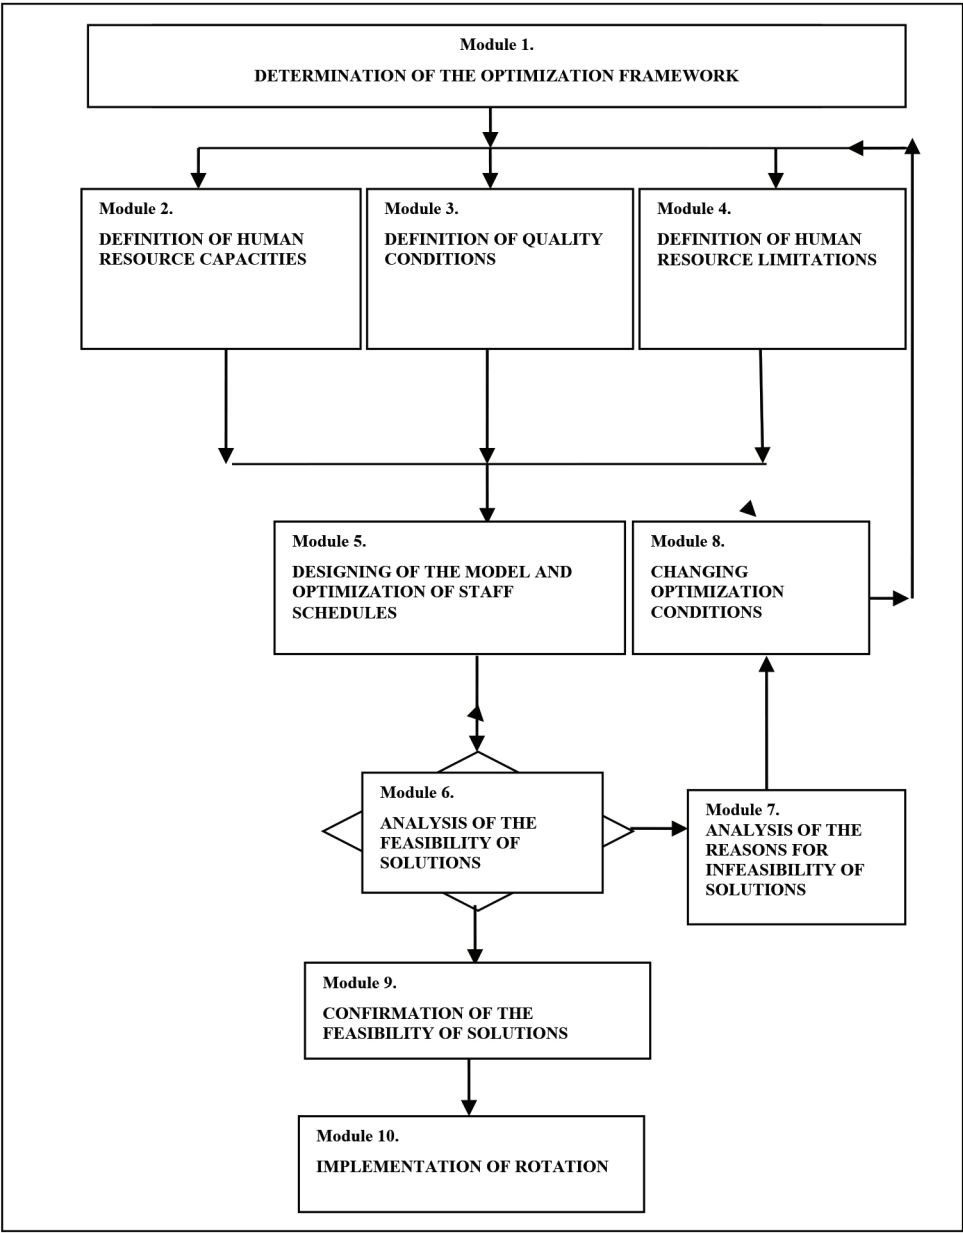 Module 1.
DETERMINATION OF THE OPTIMIZATION FRAMEWORK
Module 2.
DEFINITION OF HUMAN
RESOURCE CAPACITIES
Module 3.
DEFINITION OF QUALITY
CONDITIONS
Module 4.
DEFINITION OF HUMAN
RESOURCE LIMITATIONS
Module 5.
DESIGNING OF THE MODEL AND
OPTIMIZATION OF STAFF
SCHEDULES
Module 8.
CHANGING
OPTIMIZATION
CONDITIONS
Module 6.
ANALYSIS OF THE
FEASIBILITY OF
SOLUTIONS
Module 7.
ANALYSIS OF THE
REASONS FOR
INFEASIBILITY OF
SOLUTIONS
Module 9.
CONFIRMATION OF THE
FEASIBILITY OF SOLUTIONS
Module 10.
IMPLEMENTATION OF ROTATION